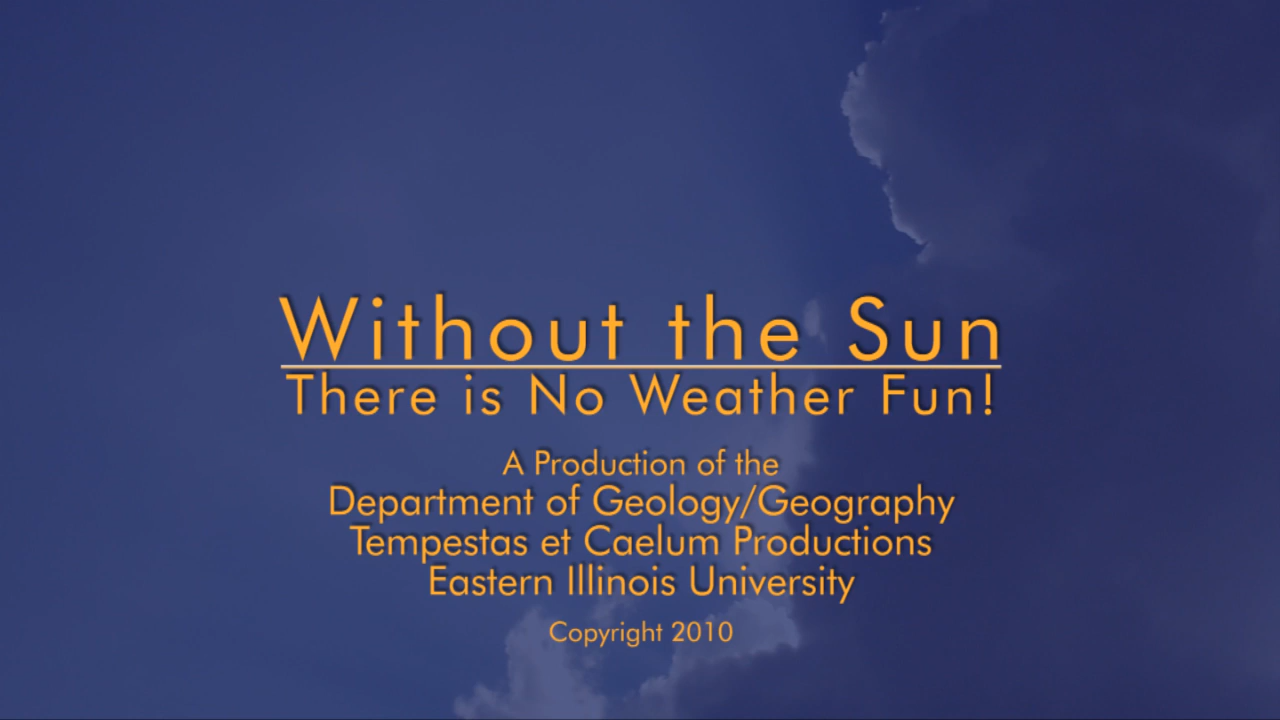 Without the Sun
There is No Weather Fun!
A Production of the
Department of Geology/Geography
Tempestas et Caelum Productions
Eastern Illinois University
Copyright 2010